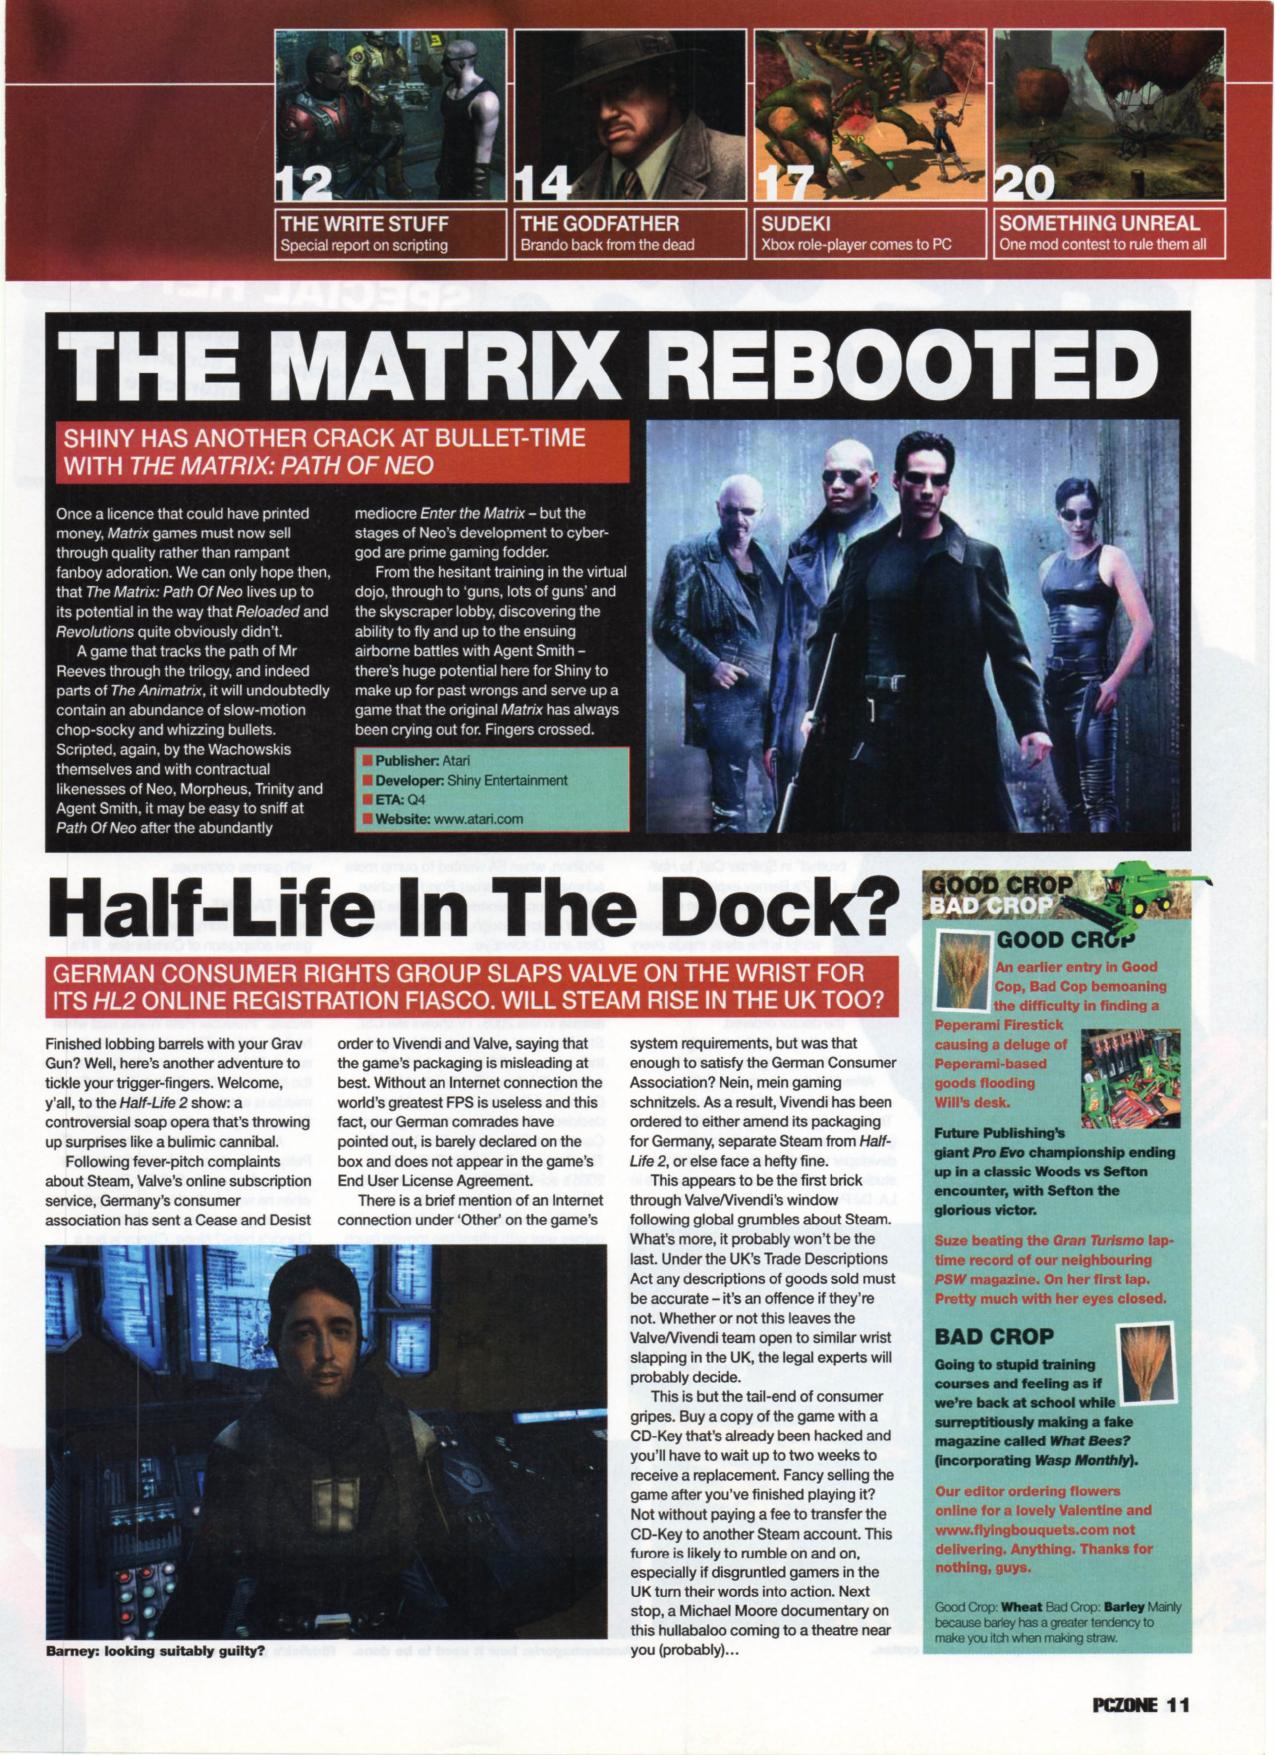 12
THE WRITE STUFF
Special report on scripting
14
THE GODFATHER
Brando back from the dead
17
SUDEKI
Xbox role-player comes to PC
20
SOMETHING UNREAL
One mod contest to rule them all
THE MATRIX REBOOTED
SHINY HAS ANOTHER CRACK AT BULLET-TIME
WITH THE MATRIX: PATH OF NEO
Once a licence that could have printed
money, Matrix games must now sell
through quality rather than rampant
fanboy adoration. We can only hope then,
that The Matrix: Path Of Neo lives up to
its potential in the way that Reloaded and
Revolutions quite obviously didn't.
A game that tracks the path of Mr
Reeves through the trilogy, and indeed
parts of The Animatrix, it will undoubtedly
contain an abundance of slow-motion
chop-socky and whizzing bullets.
Scripted, again, by the Wachowskis
themselves and with contractual
likenesses of Neo, Morpheus, Trinity and
Agent Smith, it may be easy to sniff at
Path Of Neo after the abundantly
mediocre Enter the Matrix – but the
stages of Neo's development to cyber-
god are prime gaming fodder.
From the hesitant training in the virtual
dojo, through to 'guns, lots of guns' and
the skyscraper lobby, discovering the
ability to fly and up to the ensuing
airborne battles with Agent Smith –
there's huge potential here for Shiny to
make up for past wrongs and serve up a
game that the original Matrix has always
been crying out for. Fingers crossed.
Publisher: Atari
Developer: Shiny Entertainment
ETA: Q4
Website: www.atari.com
Half-Life In The Dock?
GERMAN CONSUMER RIGHTS GROUP SLAPS VALVE ON THE WRIST FOR
ITS HL2 ONLINE REGISTRATION FIASCO. WILL STEAM RISE IN THE UK TOO?
Finished lobbing barrels with your Grav
Gun? Well, here's another adventure to
tickle your trigger-fingers. Welcome,
y'all, to the Half-Life 2 show: a
controversial soap opera that's throwing
up surprises like a bulimic cannibal.
Following fever-pitch complaints
about Steam, Valve's online subscription
service, Germany's consumer
association has sent a Cease and Desist
order to Vivendi and Valve, saying that
the game's packaging is misleading at
best. Without an Internet connection the
world's greatest FPS is useless and this
fact, our German comrades have
pointed out, is barely declared on the
box and does not appear in the game's
End User License Agreement.
There is a brief mention of an Internet
connection under 'Other' on the game's
system requirements, but was that
enough to satisfy the German Consumer
Association? Nein, mein gaming
schnitzels. As a result, Vivendi has been
ordered to either amend its packaging
for Germany, separate Steam from Half-
Life 2, or else face a hefty fine.
This appears to be the first brick
through Valve/Vivendi's window
following global grumbles about Steam.
What's more, it probably won't be the
last. Under the UK's Trade Descriptions
Act any descriptions of goods sold must
be accurate – it's an offence if they're
not. Whether or not this leaves the
Valve/Vivendi team open to similar wrist
slapping in the UK, the legal experts will
probably decide.
This is but the tail-end of consumer
gripes. Buy a copy of the game with a
CD-Key that's already been hacked and
you'll have to wait up to two weeks to
receive a replacement. Fancy selling the
game after you've finished playing it?
Not without paying a fee to transfer the
CD-Key to another Steam account. This
furore is likely to rumble on and on,
especially if disgruntled gamers in the
UK turn their words into action. Next
stop, a Michael Moore documentary on
this hullabaloo coming to a theatre near
you (probably)...
Barney: looking suitably guilty?
GOOD CROP
BAD CROP
GOOD CROP
An earlier entry in Good
Cop, Bad Cop bemoaning
the difficulty in finding a
Peperami Firestick
causing a deluge of
Peperami-based
goods flooding
Will's desk.
Future Publishing's
giant Pro Evo championship ending
up in a classic Woods vs Sefton
encounter, with Sefton the
glorious victor.
Suze beating the Gran Turismo lap-
time record of our neighbouring
PSW magazine. On her first lap.
Pretty much with her eyes closed.
BAD CROP
Going to stupid training
courses and feeling as if
we're back at school while
surreptitiously making a fake
magazine called What Bees?
(incorporating Wasp Monthly).
Our editor ordering flowers
online for a lovely Valentine and
www.flyingbouquets.com not
delivering. Anything. Thanks for
nothing, guys.
Good Crop: Wheat Bad Crop: Barley Mainly
because barley has a greater tendency to
make you itch when making straw.
PCZONE 11